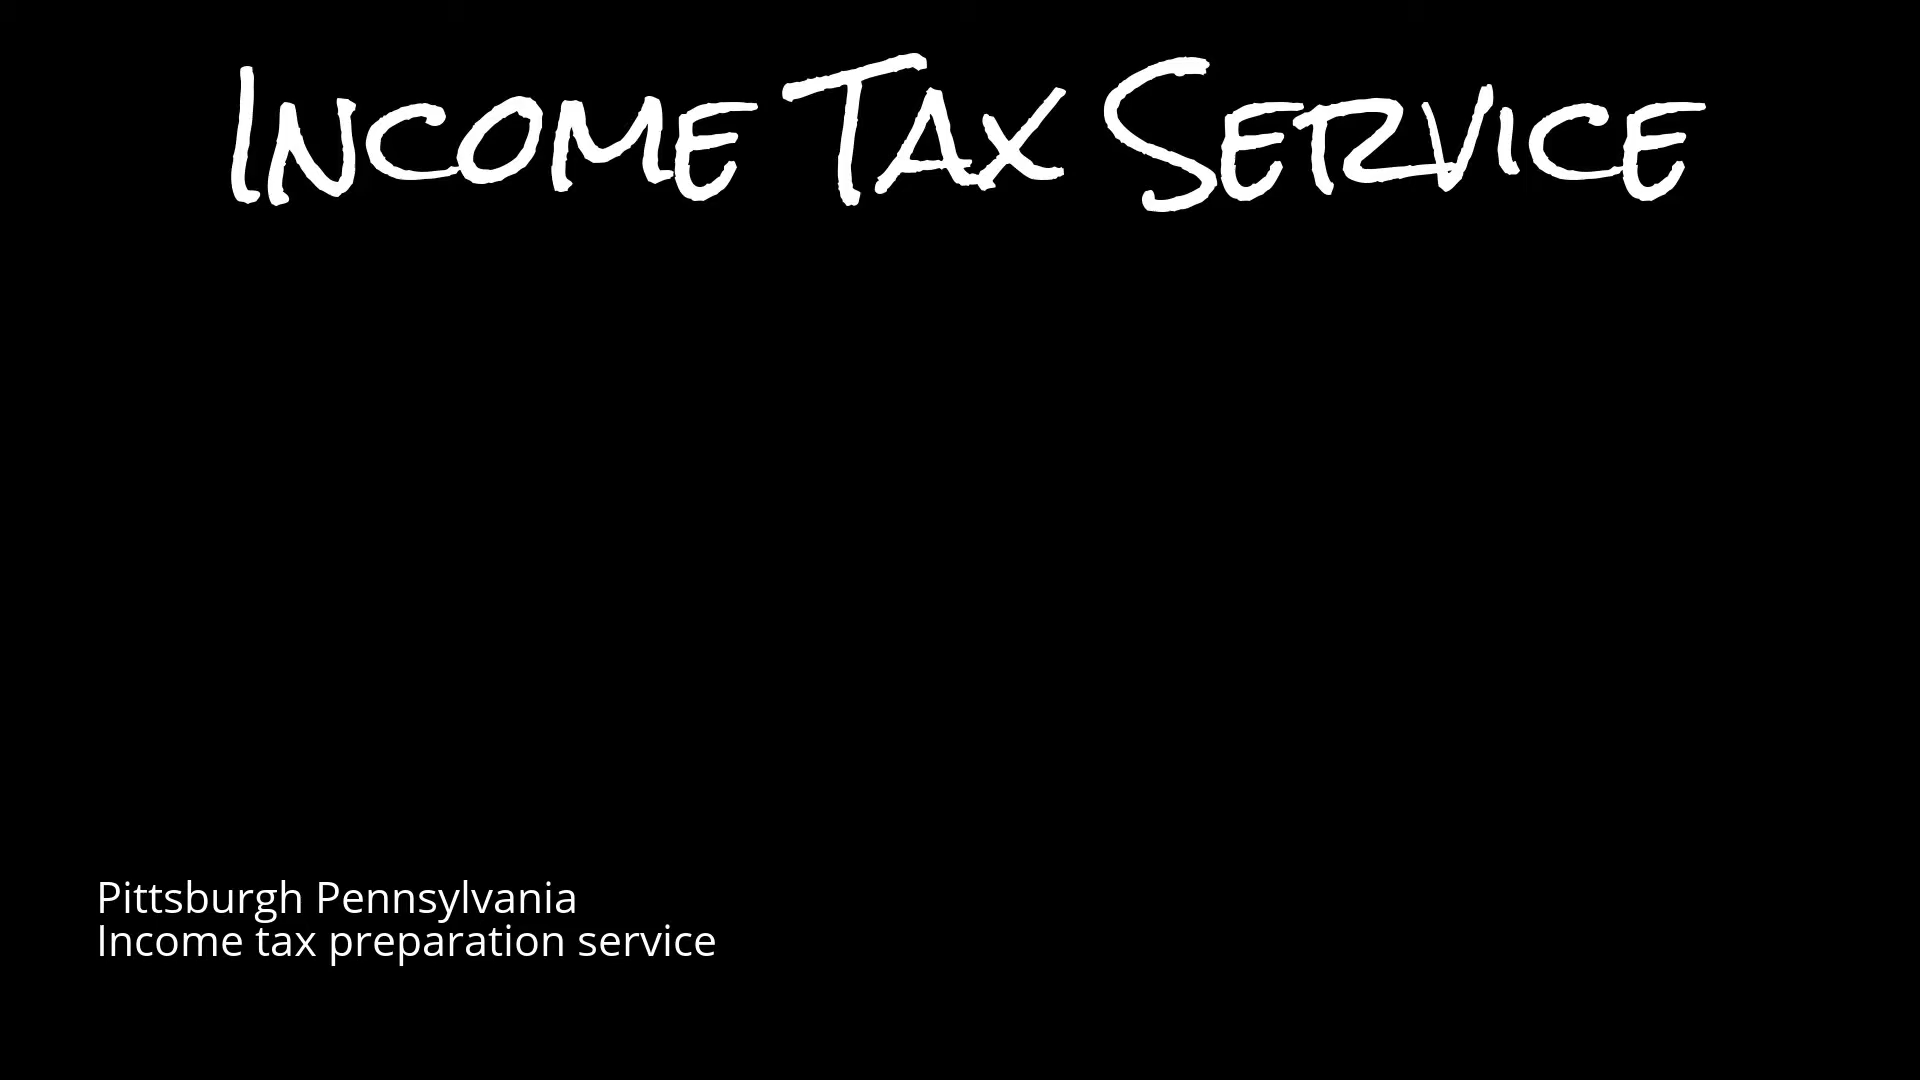 Income Tax Service
Pittsburgh Pennsylvania
Income tax preparation service